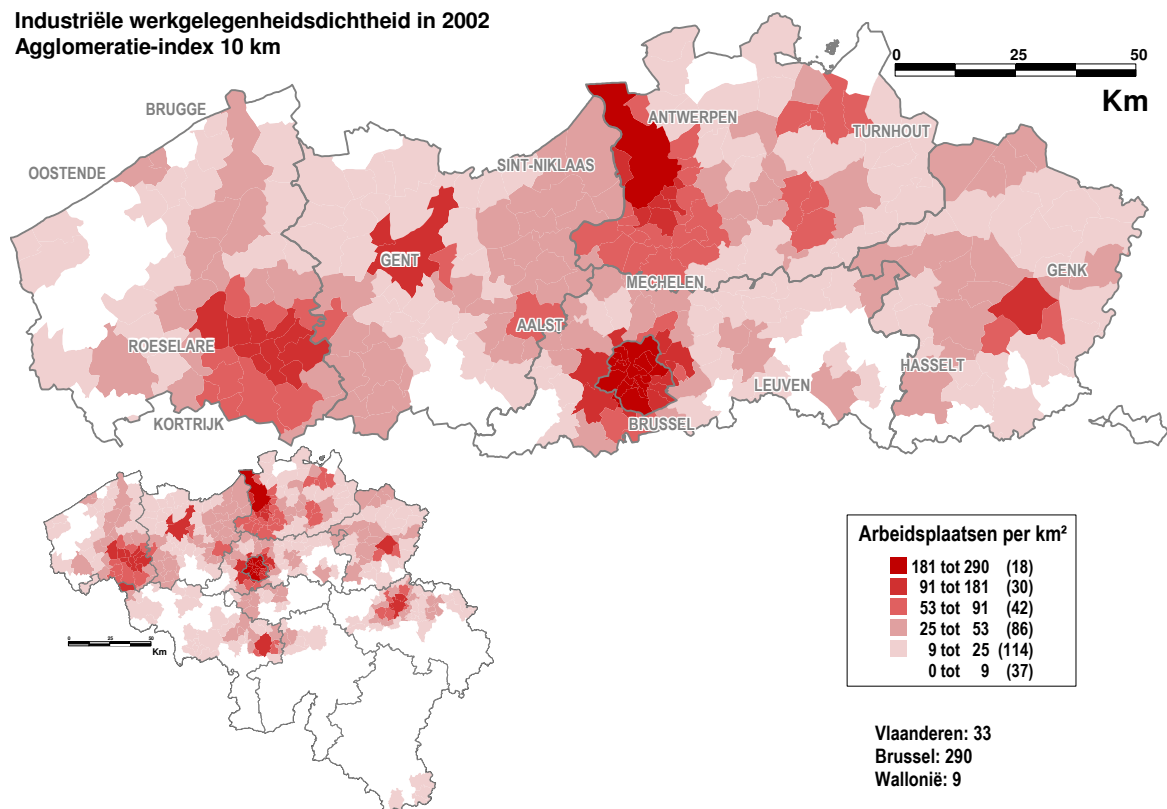 Industriële werkgelegenheidsdichtheid in 2002
Agglomeratie-index 10 km
0 25 50
Km
BRUGGE
ANTWERPEN
TURNHOUT
OOSTENDE
SINT-NIKLAAS
GENT
MECHELEN
GENK
AALST
ROESELARE
HASSELT
LEUVEN
KORTRIJK
BRUSSEL
Km
Arbeidsplaatsen per km²
181 tot 290 (18)
91 tot 181 (30)
53 tot 91 (42)
25 tot 53 (86)
9 tot 25 (114)
0 tot 9 (37)
Vlaanderen: 33
Brussel: 290
Wallonië: 9